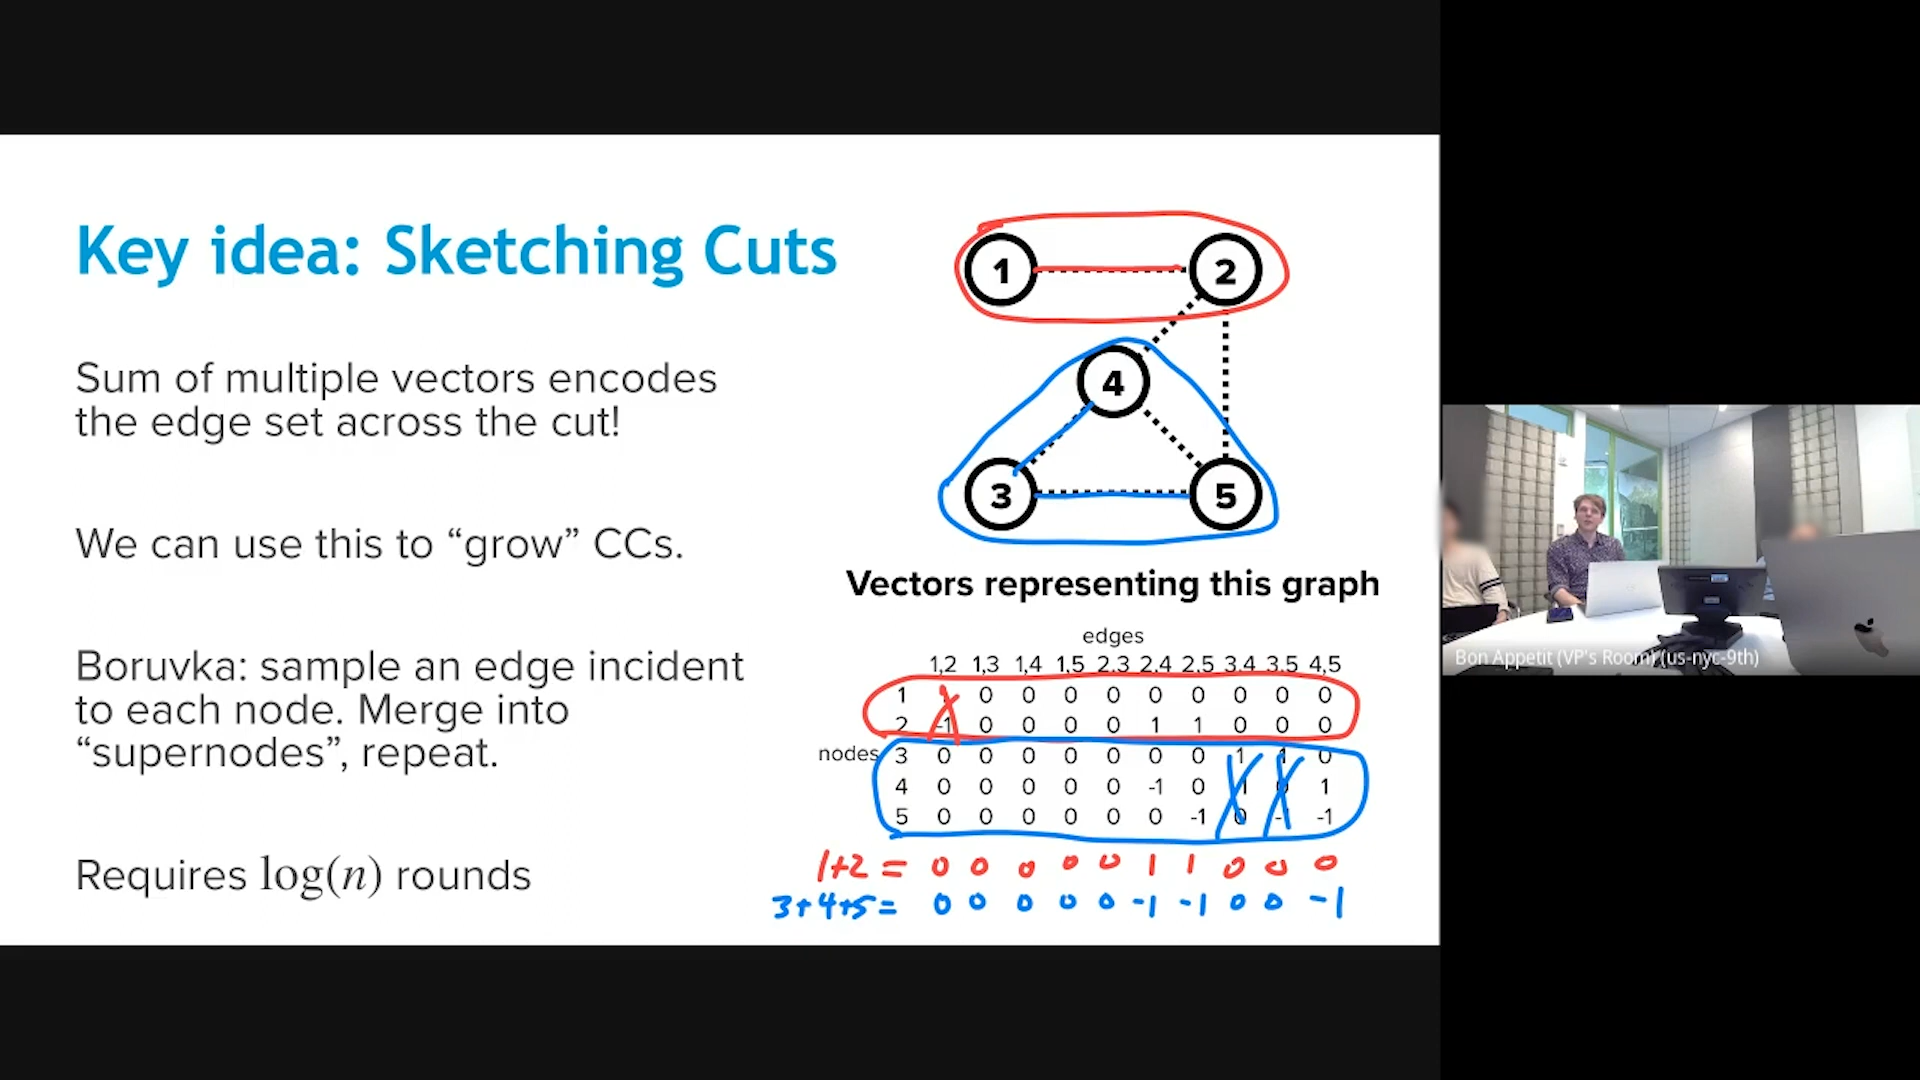 Key idea: Sketching Cuts
Sum of multiple vectors encodes
the edge set across the cut!
We can use this to “grow” CCs.
Boruvka: sample an edge incident
to each node. Merge into
“supernodes”, repeat.
Requires log(n) rounds
1 2
4
3 5
Vectors representing this graph
edges
1,2 1,3 1,4 1,5 2,3 2,4 2,5 3,4 3,5 4,5
1 0 0 0 0 0 0 0 0 0
2 -1 0 0 0 0 1 1 0 0 0
nodes
3 0 0 0 0 0 0 0 1 1 0
4 0 0 0 0 0 -1 0 0 1
5 0 0 0 0 0 0 -1 0 -1
1+2 = 0 0 0 0 0 1 1 0 0 0
3+4+5 = 0 0 0 0 0 -1 -1 0 0 -1
Bon Appetit (VP's Room) (us-nyc-9th)